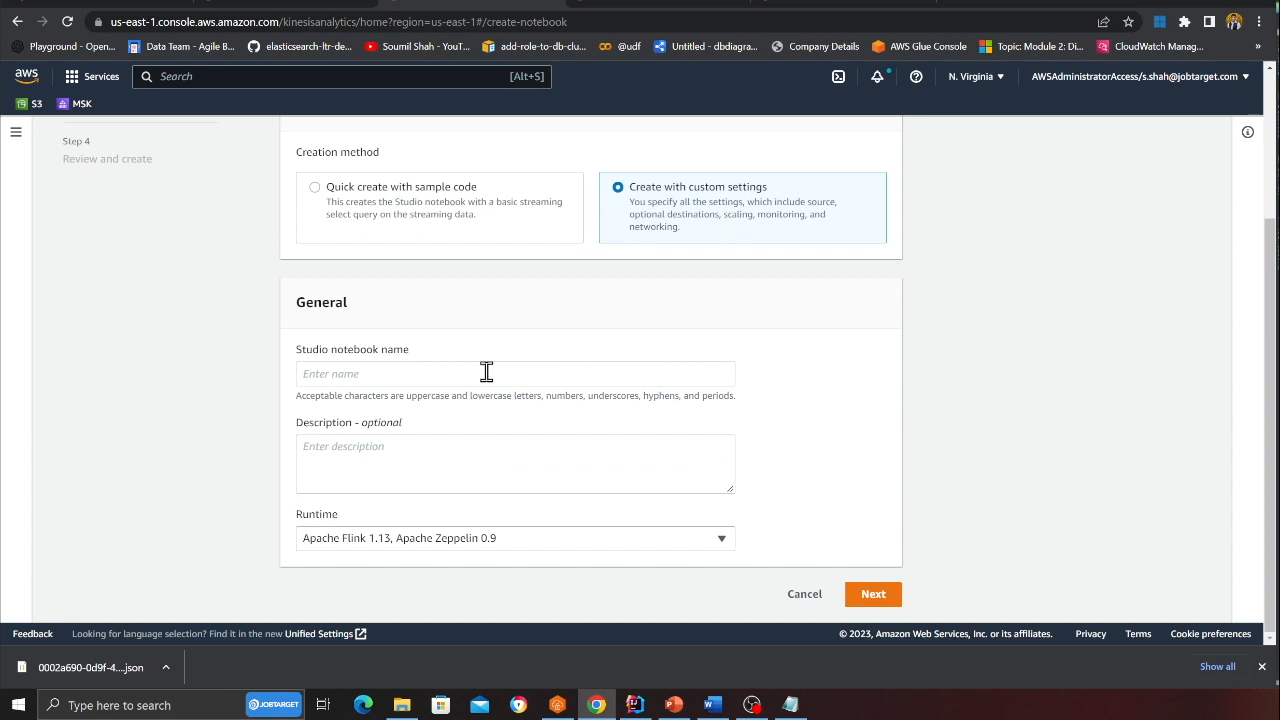 us-east-1.console.aws.amazon.com/kinesisanalytics/home?region=us-east-1#/create-notebook
Playground - Open... Data Team - Agile B... elasticsearch-ltr-de... Soumil Shah - YouT... add-role-to-db-clu... @udf Untitled - dbdiagra... Company Details AWS Glue Console Topic: Module 2: Di... CloudWatch Manag... »
aws Services Search [Alt+S] N. Virginia AWSAdministratorAccess/s.shah@jobtarget.com
S3 MSK
Step 4
Review and create
Creation method
Quick create with sample code
This creates the Studio notebook with a basic streaming
select query on the streaming data.
Create with custom settings
You specify all the settings, which include source,
optional destinations, scaling, monitoring, and
networking.
General
Studio notebook name
Enter name
Acceptable characters are uppercase and lowercase letters, numbers, underscores, hyphens, and periods.
Description - optional
Enter description
Runtime
Apache Flink 1.13, Apache Zeppelin 0.9
Cancel Next
Feedback Looking for language selection? Find it in the new Unified Settings © 2023, Amazon Web Services, Inc. or its affiliates. Privacy Terms Cookie preferences
0002a690-0d9f-4....json Show all
Type here to search JOBTARGET